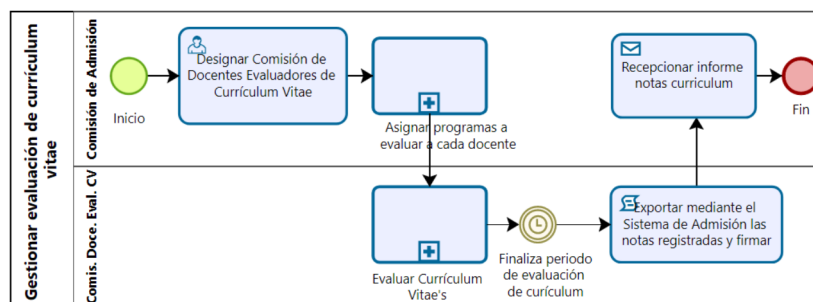 Gestionar evaluación de currículum
vitae
Comisión de Admisión
Inicio
Designar Comisión de
Docentes Evaluadores de
Currículum Vitae
Asignar programas a
evaluar a cada docente
Recepcionar informe
notas curriculum
Fin
Comis. Doce. Eval. CV
Evaluar Currículum
Vitae's
Finaliza periodo
de evaluación
de curículum
Exportar mediante el
Sistema de Admisión las
notas registradas y firmar